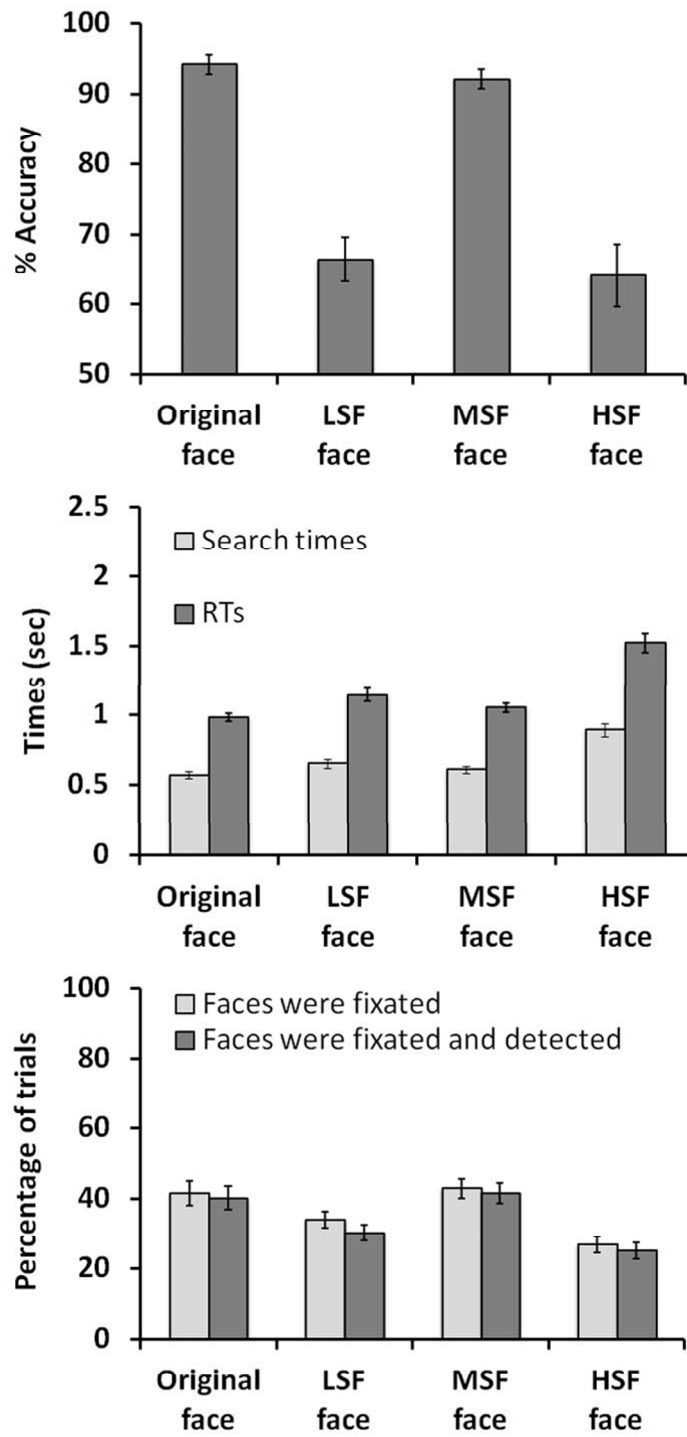 % Accuracy
100
90
80
70
60
50
Original face
LSF face
MSF face
HSF face
Times (sec)
2.5
2
1.5
1
0.5
0
Search times
RTs
Original face
LSF face
MSF face
HSF face
Percentage of trials
100
80
60
40
20
0
Faces were fixated
Faces were fixated and detected
Original face
LSF face
MSF face
HSF face